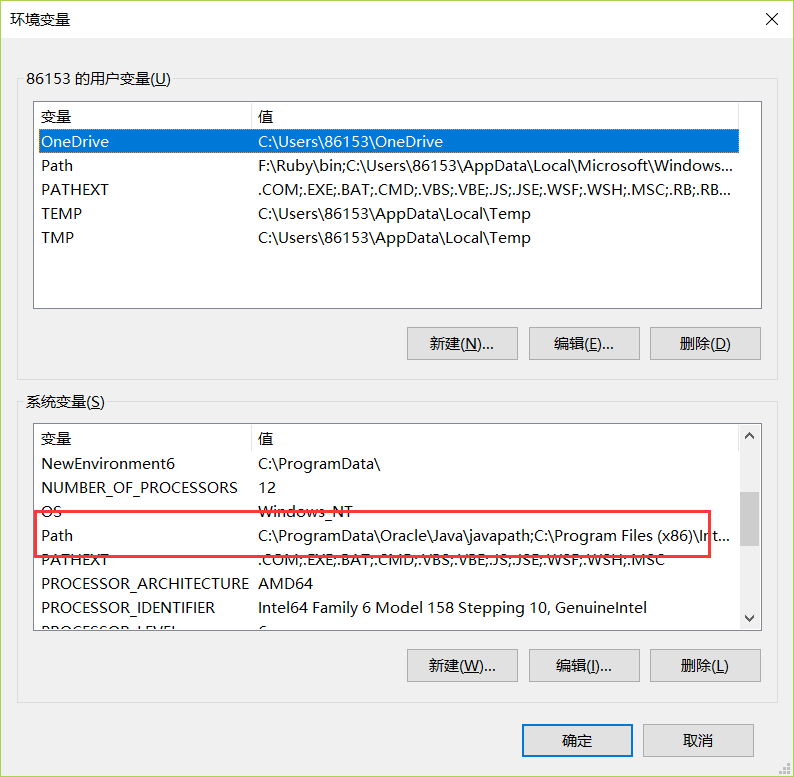 环境变量
86153 的用户变量(U)
变量 值
OneDrive C:\Users\86153\OneDrive
Path F:\Ruby\bin;C:\Users\86153\AppData\Local\Microsoft\Windows...
PATHEXT .COM;.EXE;.BAT;.CMD;.VBS;.VBE;.JS;.JSE;.WSF;.WSH;.MSC;.RB;.RB...
TEMP C:\Users\86153\AppData\Local\Temp
TMP C:\Users\86153\AppData\Local\Temp
新建(N)... 编辑(E)... 删除(D)
系统变量(S)
变量 值
NewEnvironment6 C:\ProgramData\
NUMBER_OF_PROCESSORS 12
OS Windows_NT
Path C:\ProgramData\Oracle\Java\javapath;C:\Program Files (x86)\Int...
PATHEXT .COM;.EXE;.BAT;.CMD;.VBS;.VBE;.JS;.JSE;.WSF;.WSH;.MSC
PROCESSOR_ARCHITECTURE AMD64
PROCESSOR_IDENTIFIER Intel64 Family 6 Model 158 Stepping 10, GenuineIntel
PROCESSOR_LEVEL 6
新建(W)... 编辑(I)... 删除(L)
确定 取消